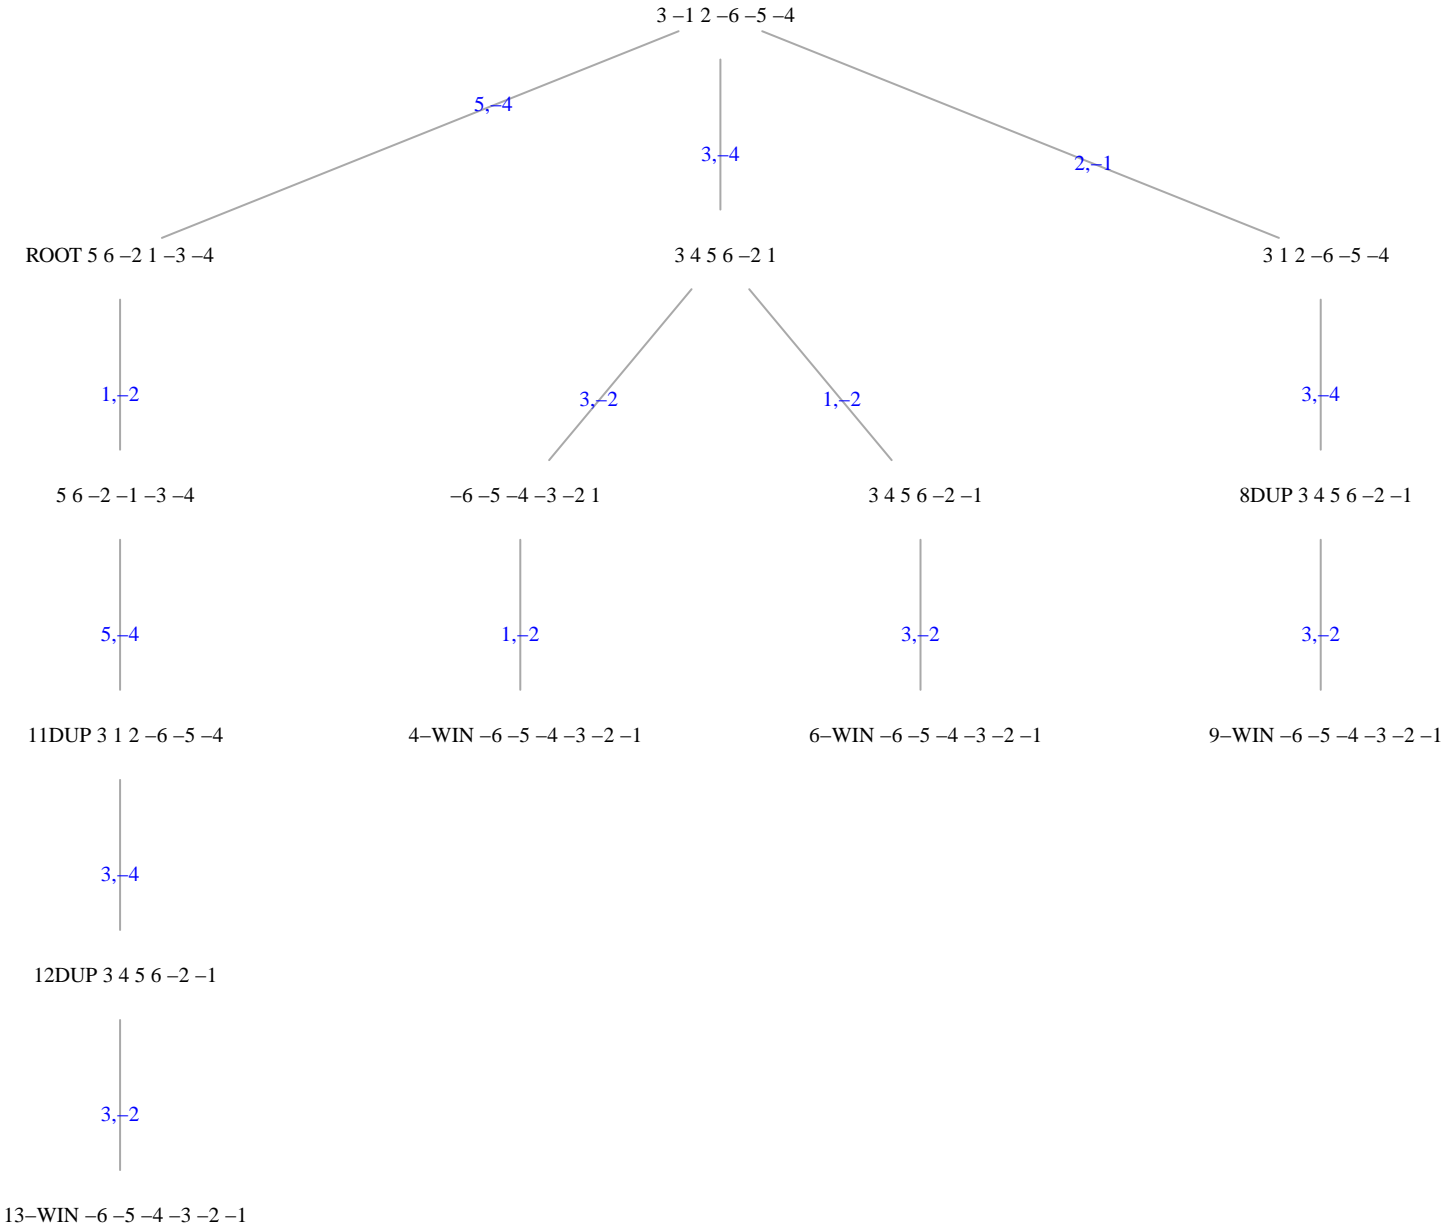 3 –1 2 –6 –5 –4
5,–4
3,–4
2,–1
ROOT 5 6 –2 1 –3 –4
3 4 5 6 –2 1
3 1 2 –6 –5 –4
1,–2
3,–2
1,–2
3,–4
5 6 –2 –1 –3 –4
–6 –5 –4 –3 –2 1
3 4 5 6 –2 –1
8DUP 3 4 5 6 –2 –1
5,–4
1,–2
3,–2
3,–2
11DUP 3 1 2 –6 –5 –4
4–WIN –6 –5 –4 –3 –2 –1
6–WIN –6 –5 –4 –3 –2 –1
9–WIN –6 –5 –4 –3 –2 –1
3,–4
12DUP 3 4 5 6 –2 –1
3,–2
13–WIN –6 –5 –4 –3 –2 –1